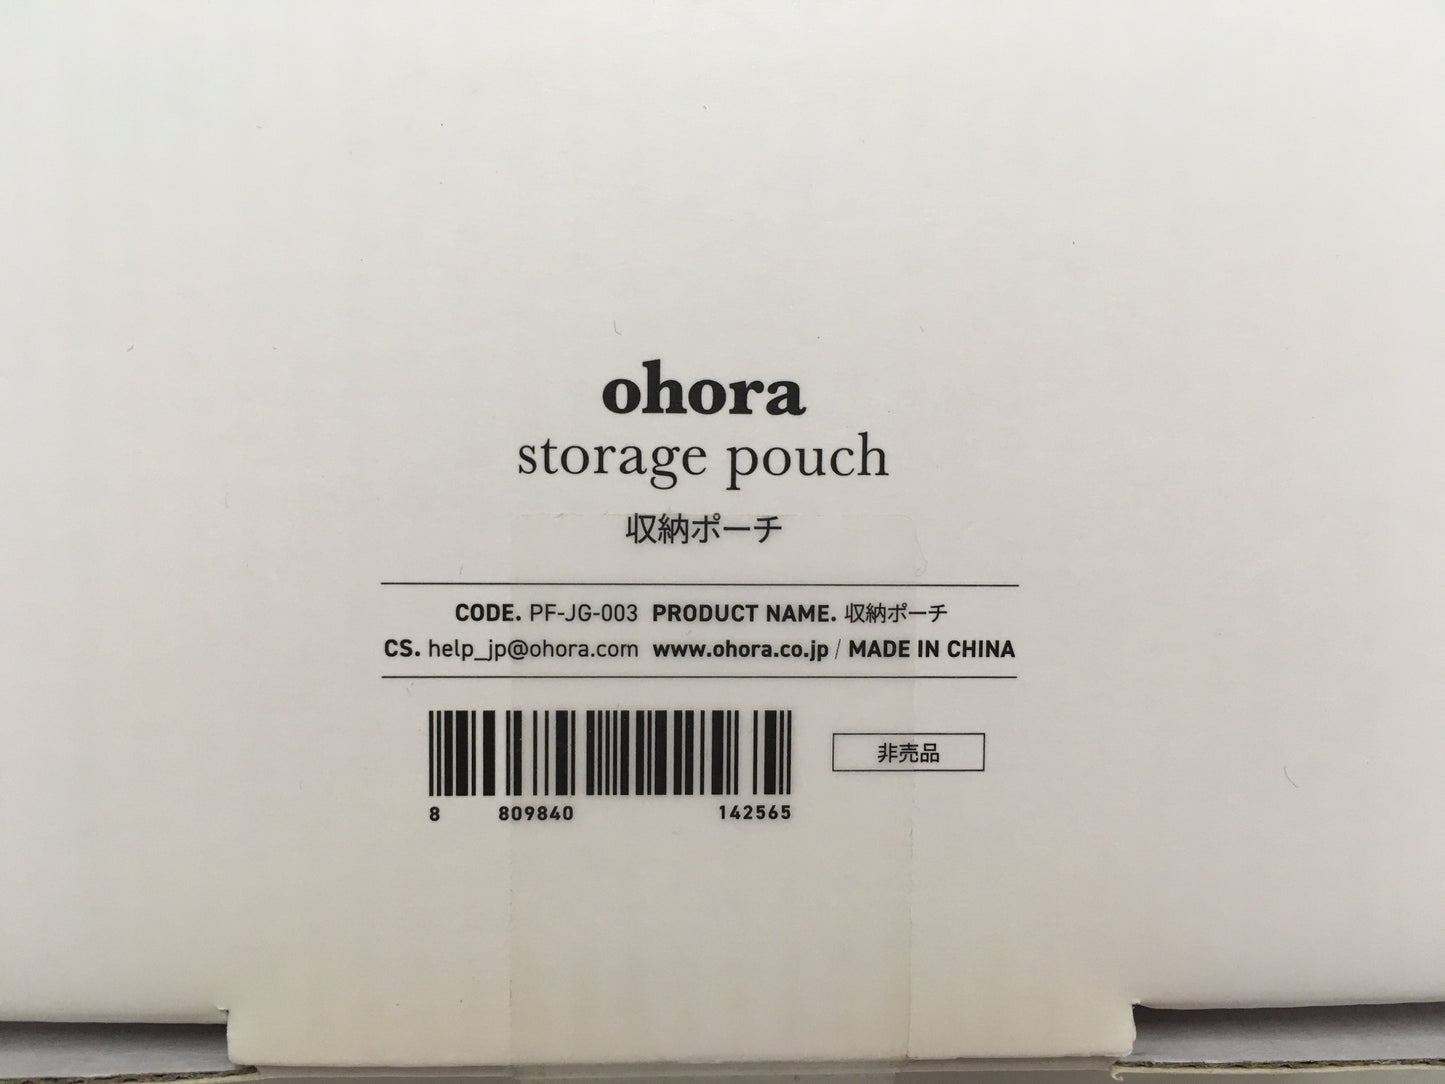 ohora
storage pouch
収納ポーチ
CODE. PF-JG-003 PRODUCT NAME. 収納ポーチ
CS. help_jp@ohora.com www.ohora.co.jp / MADE IN CHINA
非売品
8 809840 142565